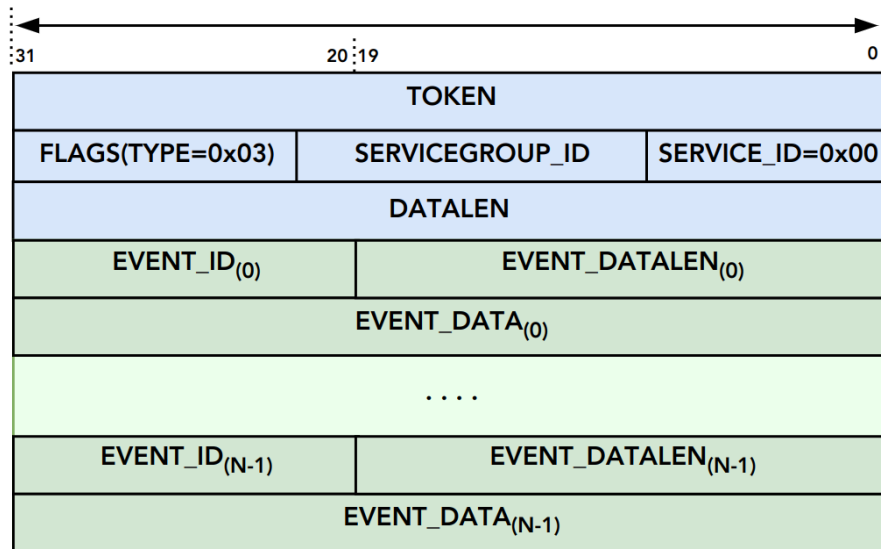 31 20 19 0
TOKEN
FLAGS(TYPE=0x03) SERVICEGROUP_ID SERVICE_ID=0x00
DATALEN
EVENT_ID(0) EVENT_DATALEN(0)
EVENT_DATA(0)
. . . .
EVENT_ID(N-1) EVENT_DATALEN(N-1)
EVENT_DATA(N-1)